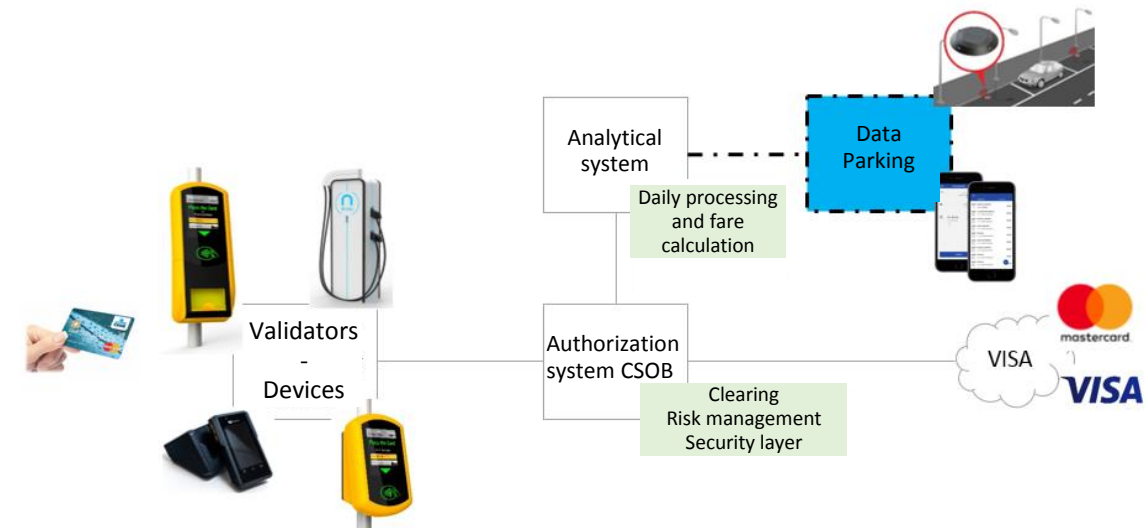 Analytical
system
Data
Parking
Daily processing
and fare
calculation
Validators
-
Devices
Authorization
system CSOB
Clearing
Risk management
Security layer
VISA
mastercard
VISA